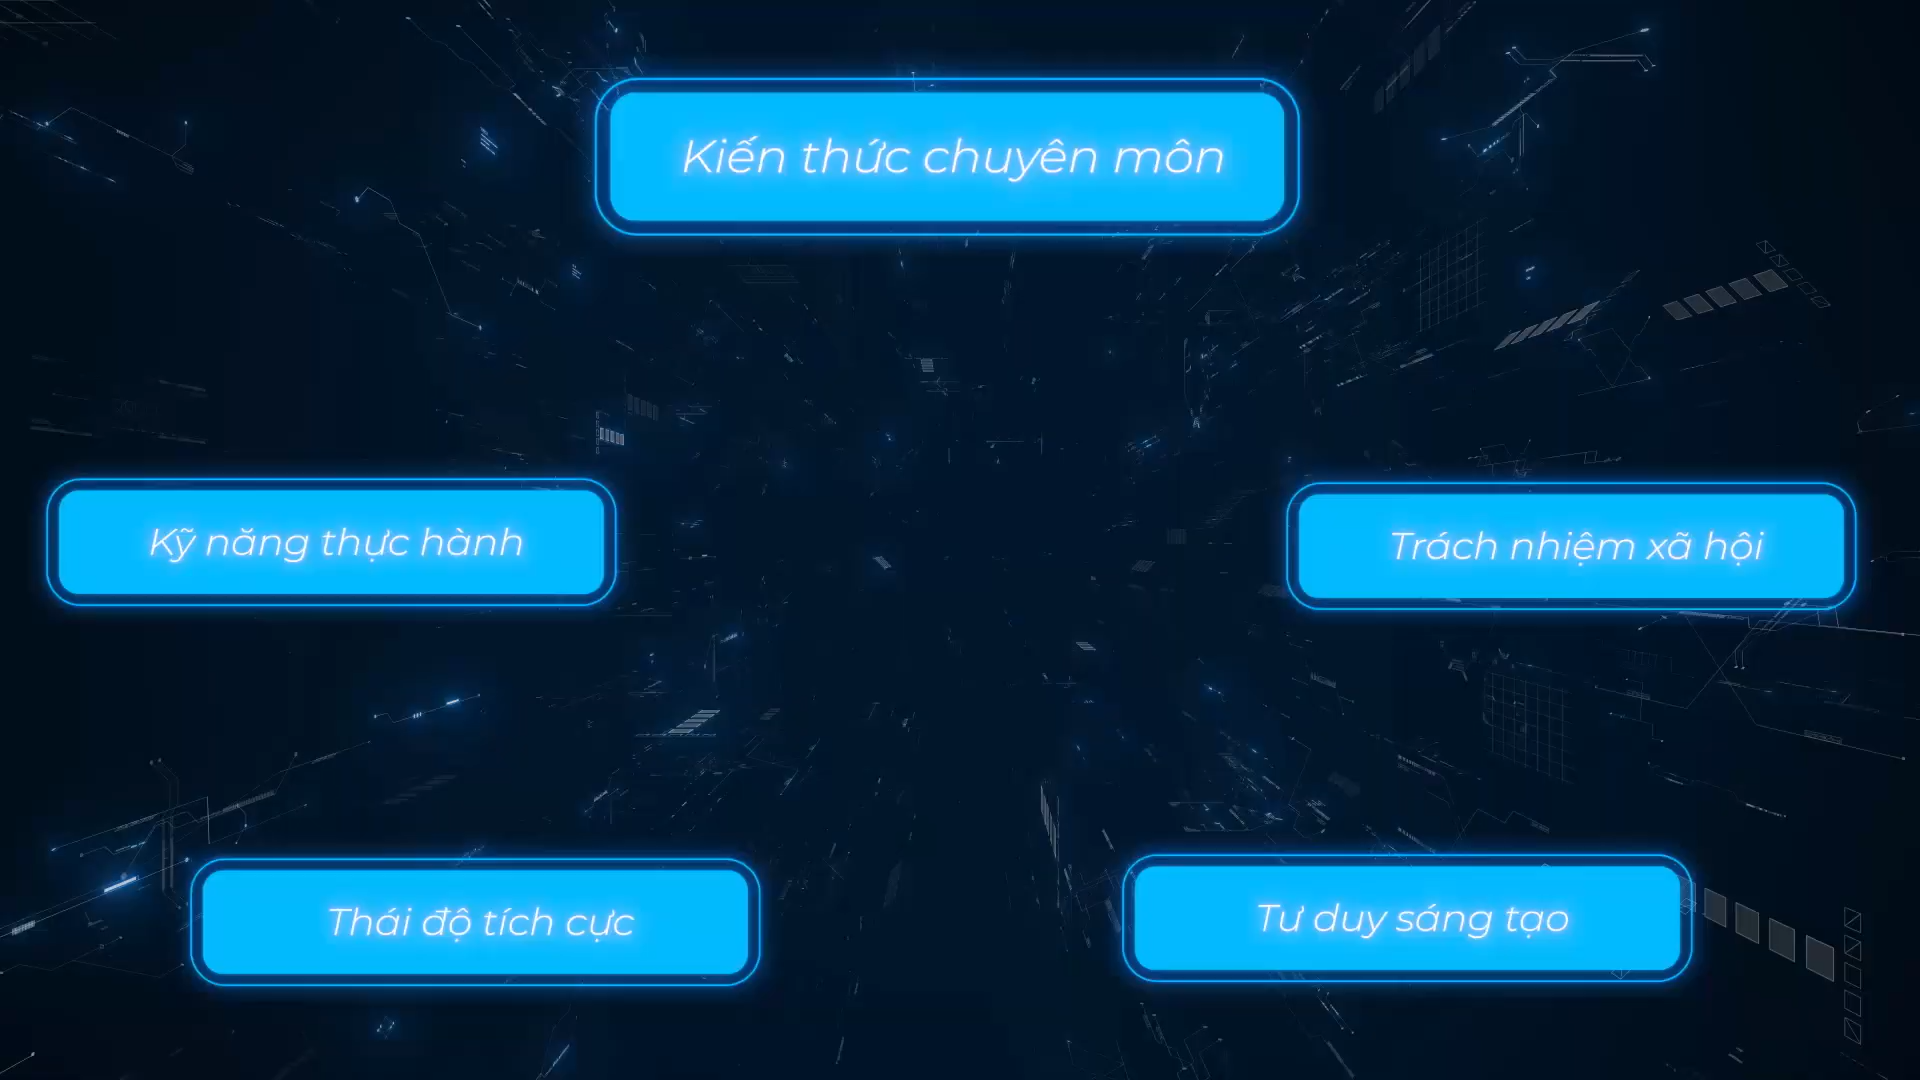 Kiến thức chuyên môn
Kỹ năng thực hành
Trách nhiệm xã hội
Thái độ tích cực
Tư duy sáng tạo